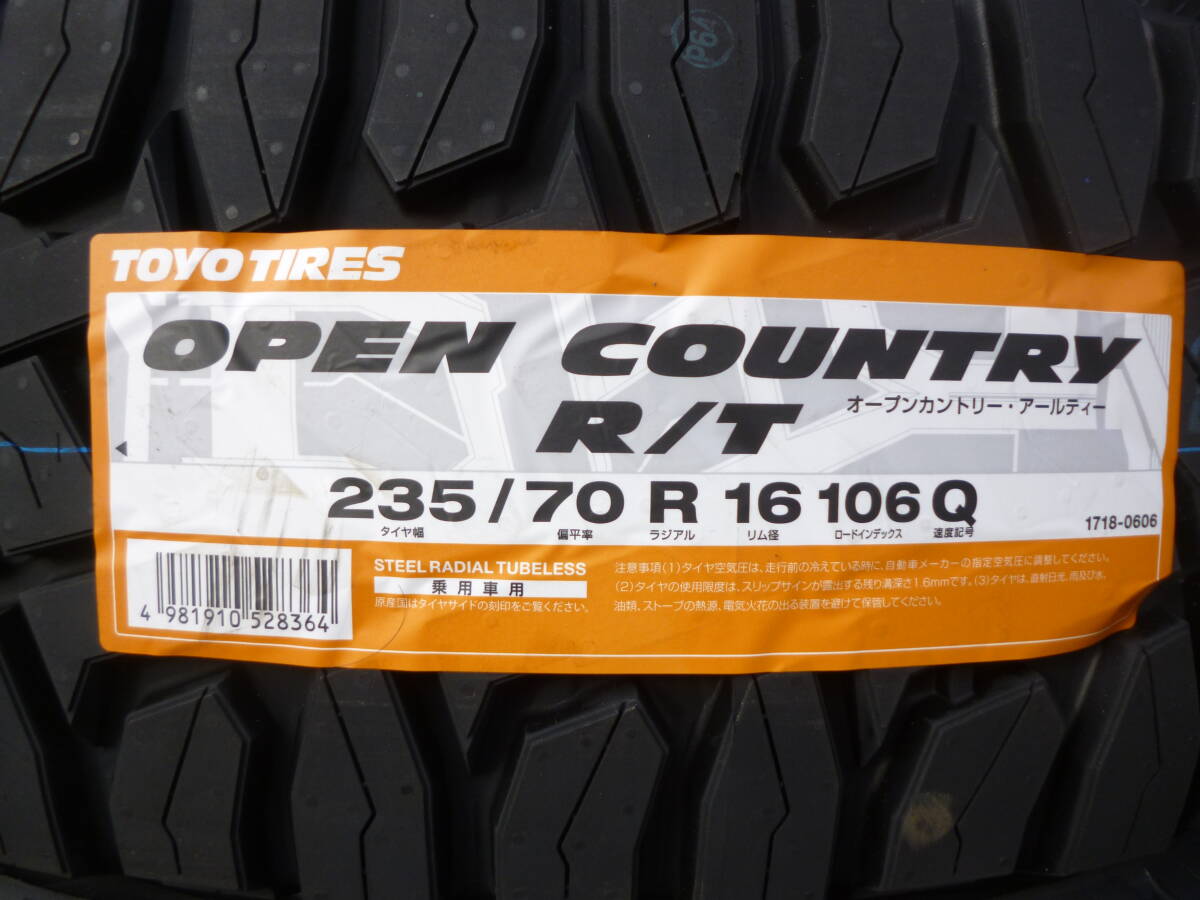 P6A
TOYO TIRES
OPEN COUNTRY
R/T
オープンカントリー・アールティー
235/70 R 16 106 Q
タイヤ幅 偏平率 ラジアル リム径 ロードインデックス 速度記号
1718-0606
STEEL RADIAL TUBELESS
乗用車用
原産国はタイヤサイドの刻印をご覧ください。
注意事項(1)タイヤ空気圧は、走行前の冷えている時に、自動車メーカーの指定空気圧に調整してください。
(2)タイヤの使用限度は、スリップサインが露出する残り溝深さ1.6mmです。(3)タイヤは、直射日光、雨及び水、
油類、ストーブの熱源、電気火花の出る装置を避けて保管してください。
4 981910 528364